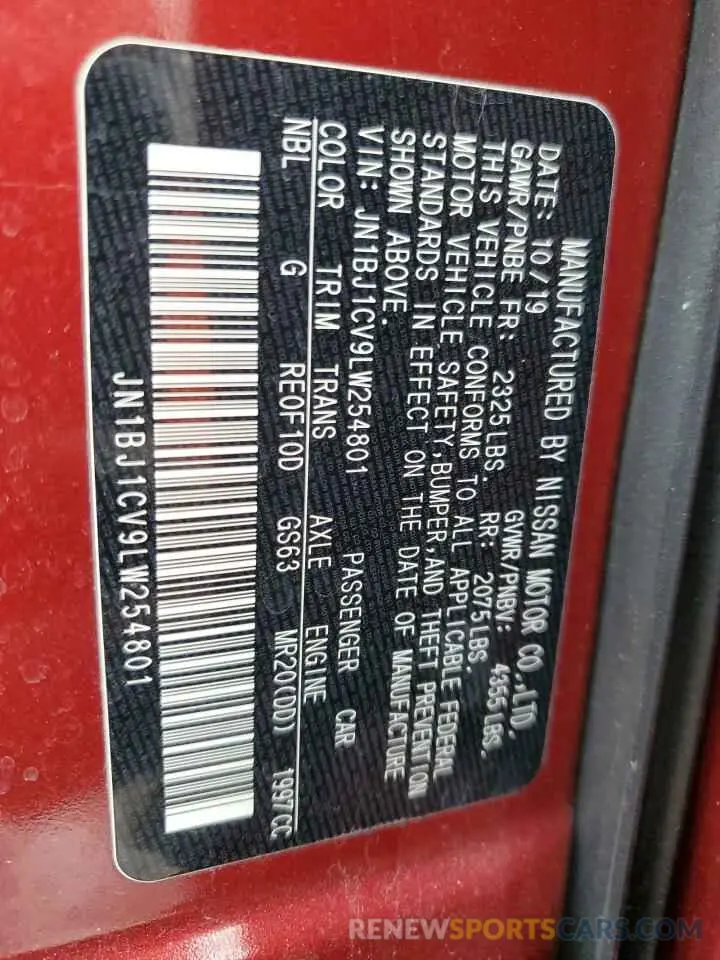 MANUFACTURED BY NISSAN MOTOR CO.,LTD.
DATE: 10/19 GVWR/PNBV: 4355LBS.
GAWR/PNBE FR: 2325LBS. RR: 2075LBS.
THIS VEHICLE CONFORMS TO ALL APPLICABLE FEDERAL
MOTOR VEHICLE SAFETY,BUMPER,AND THEFT PREVENTION
STANDARDS IN EFFECT ON THE DATE OF MANUFACTURE
SHOWN ABOVE.
VIN: JN1BJ1CV9LW254801 PASSENGER CAR
COLOR TRIM TRANS AXLE ENGINE
NBL G RE0F10D GS63 MR20(DD) 1997CC
JN1BJ1CV9LW254801
RENEWSPORTSCARS.COM